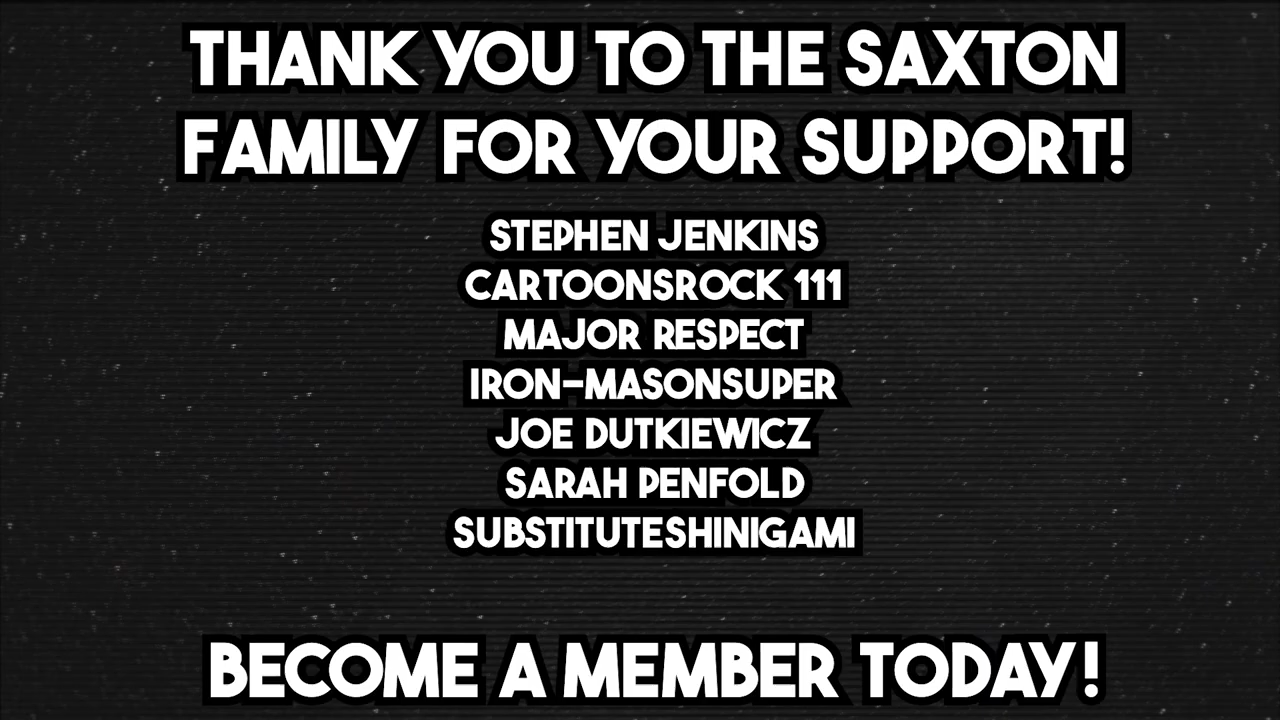 THANK YOU TO THE SAXTON
FAMILY FOR YOUR SUPPORT!
STEPHEN JENKINS
CARTOONSROCK 111
MAJOR RESPECT
IRON-MASONSUPER
JOE DUTKIEWICZ
SARAH PENFOLD
SUBSTITUTESHINIGAMI
BECOME A MEMBER TODAY!